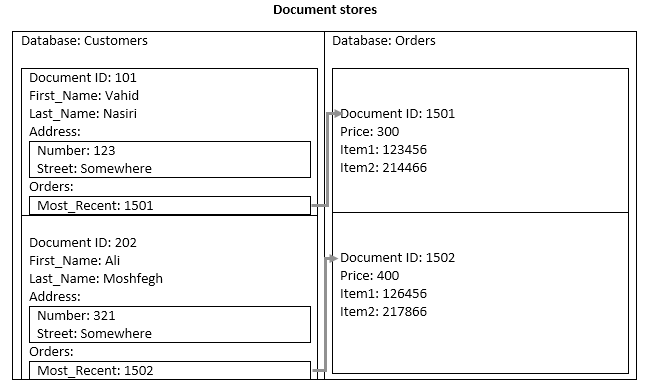 Document stores
Database: Customers
Document ID: 101
First_Name: Vahid
Last_Name: Nasiri
Address:
Number: 123
Street: Somewhere
Orders:
Most_Recent: 1501
Document ID: 202
First_Name: Ali
Last_Name: Moshfegh
Address:
Number: 321
Street: Somewhere
Orders:
Most_Recent: 1502
Database: Orders
Document ID: 1501
Price: 300
Item1: 123456
Item2: 214466
Document ID: 1502
Price: 400
Item1: 126456
Item2: 217866